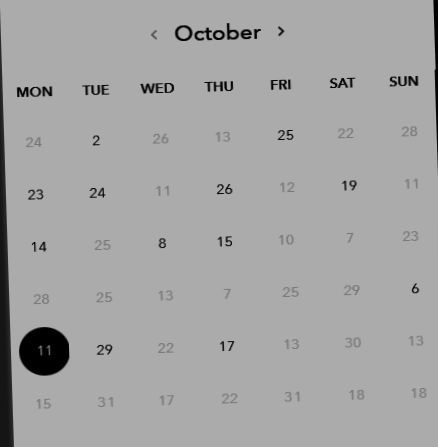 ‹ October ›
MON TUE WED THU FRI SAT SUN
24 2 26 13 25 22 28
23 24 11 26 12 19 11
14 25 8 15 10 7 23
28 25 13 7 25 29 6
11 29 22 17 13 30 13
15 31 17 22 31 18 18